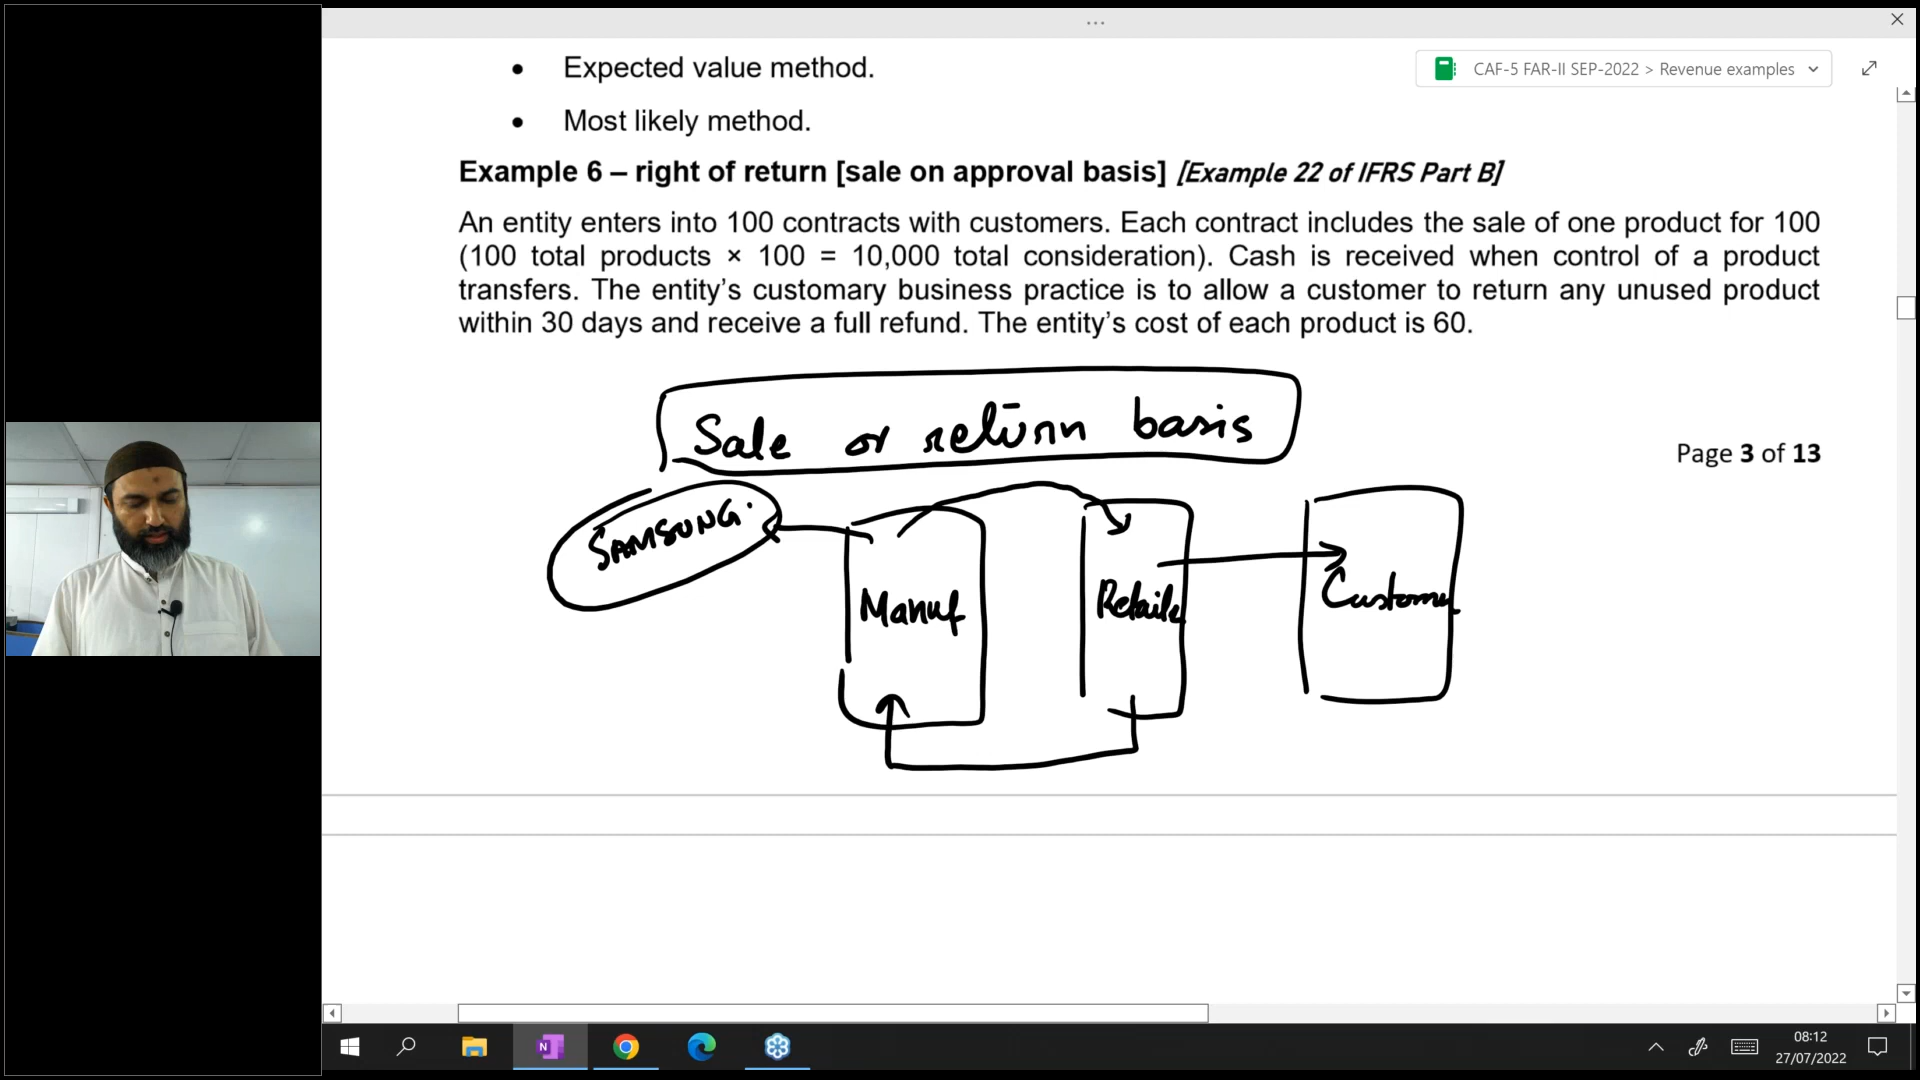 ...
• Expected value method.
CAF-5 FAR-II SEP-2022 > Revenue examples
• Most likely method.
Example 6 – right of return [sale on approval basis] [Example 22 of IFRS Part B]
An entity enters into 100 contracts with customers. Each contract includes the sale of one product for 100
(100 total products × 100 = 10,000 total consideration). Cash is received when control of a product
transfers. The entity’s customary business practice is to allow a customer to return any unused product
within 30 days and receive a full refund. The entity’s cost of each product is 60.
Sale or return basis
Page 3 of 13
SAMSUNG.
Manuf
Retailer
Customer
08:12
27/07/2022